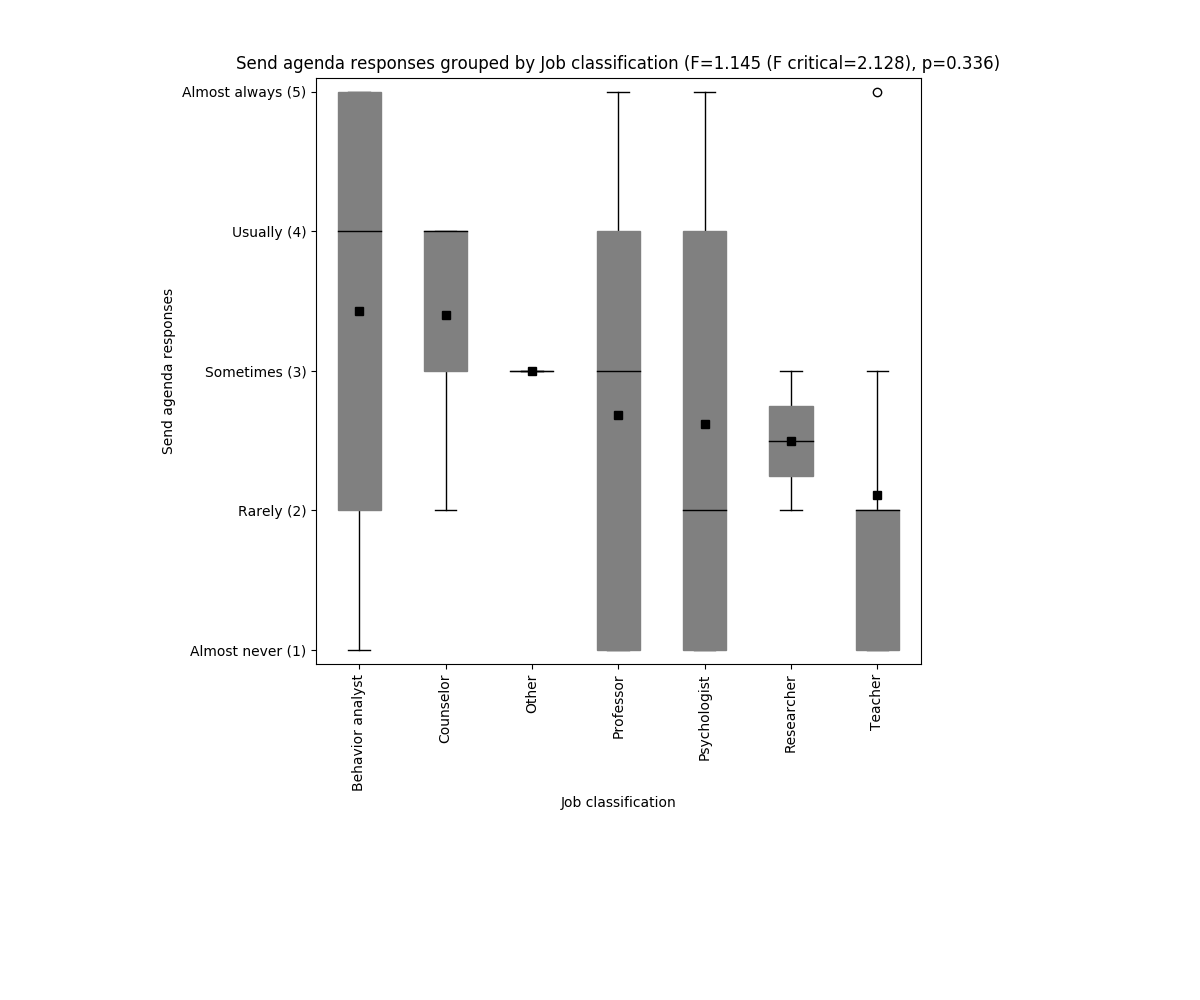 Send agenda responses grouped by Job classification (F=1.145 (F critical=2.128), p=0.336)
Almost always (5)
Usually (4)
Sometimes (3)
Rarely (2)
Almost never (1)
Send agenda responses
Behavior analyst
Counselor
Other
Professor
Psychologist
Researcher
Teacher
Job classification